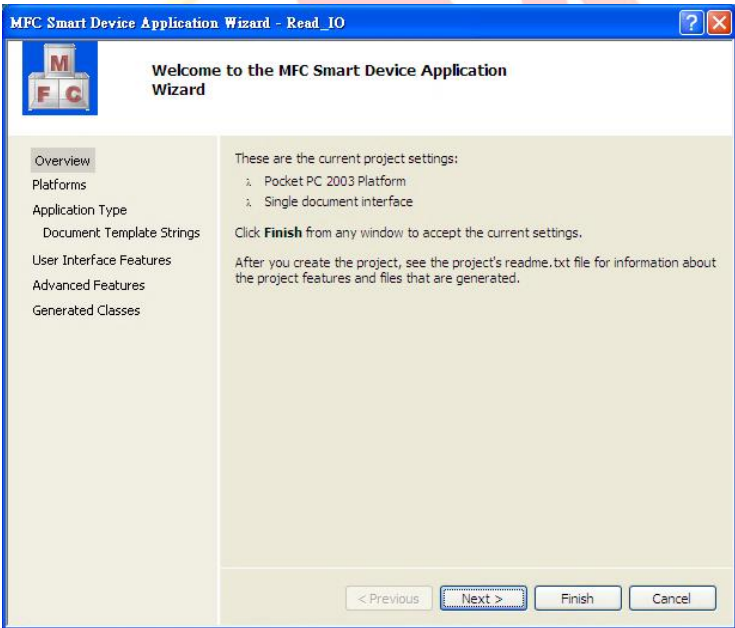 MFC Smart Device Application Wizard - Read_IO
M
F C
Welcome to the MFC Smart Device Application
Wizard
Overview
Platforms
Application Type
Document Template Strings
User Interface Features
Advanced Features
Generated Classes
These are the current project settings:
λ Pocket PC 2003 Platform
λ Single document interface
Click Finish from any window to accept the current settings.
After you create the project, see the project's readme.txt file for information about
the project features and files that are generated.
< Previous Next > Finish Cancel